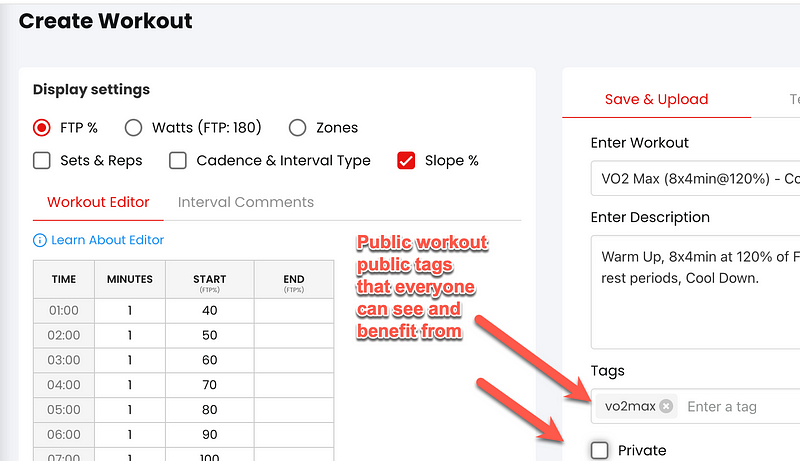 Create Workout
Display settings
FTP %
Watts (FTP: 180)
Zones
Sets & Reps
Cadence & Interval Type
Slope %
Workout Editor
Interval Comments
Learn About Editor
TIME MINUTES START END
(FTP%) (FTP%)
01:00 1 40
02:00 1 50
03:00 1 60
04:00 1 70
05:00 1 80
06:00 1 90
07:00 1 100
Public workout
public tags
that everyone
can see and
benefit from
Save & Upload
Enter Workout
VO2 Max (8x4min@120%) - Co
Enter Description
Warm Up, 8x4min at 120% of F
rest periods, Cool Down.
Tags
vo2max
Enter a tag
Private